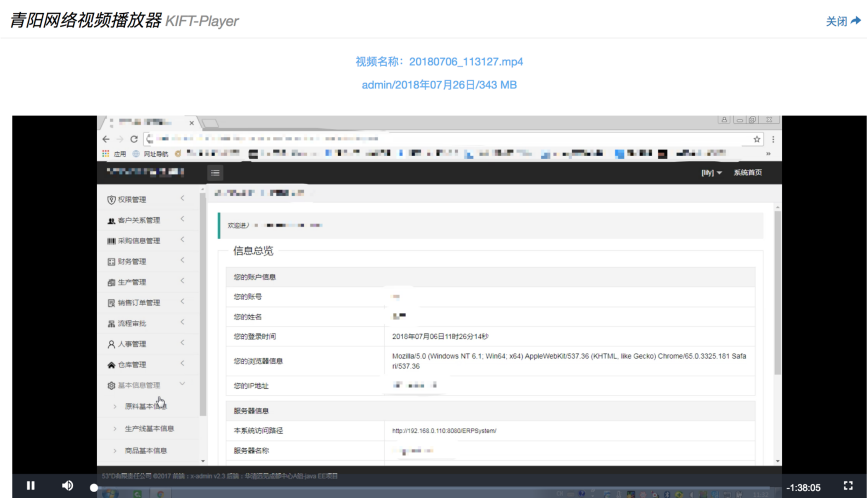 青阳网络视频播放器 KIFT-Player
关闭
视频名称：20180706_113127.mp4
admin/2018年07月26日/343 MB
应用 网址导航
[lily] 系统首页
权限管理
客户关系管理
采购信息管理
财务管理
生产管理
销售订单管理
流程审批
人事管理
仓库管理
基本信息管理
原料基本信息
生产线基本信息
商品基本信息
欢迎进/
信息总览
您的账户信息
您的账号
您的姓名
您的登录时间 2018年07月06日11时26分14秒
您的浏览器信息 Mozilla/5.0 (Windows NT 6.1; Win64; x64) AppleWebKit/537.36 (KHTML, like Gecko) Chrome/65.0.3325.181 Safa
ri/537.36
您的IP地址
服务器信息
本系统访问路径 http://192.168.0.110:8080/ERPSystem/
服务器名称
-1:38:05